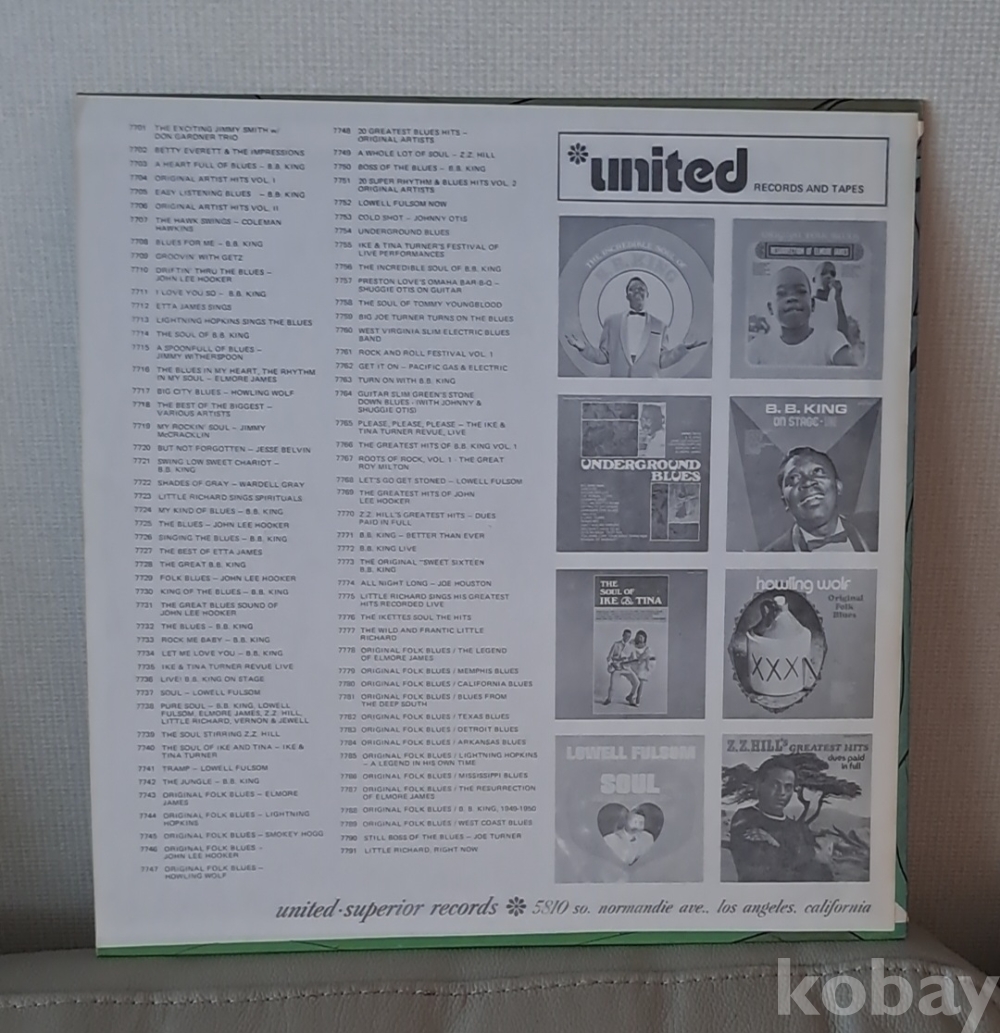 7701 THE EXCITING JIMMY SMITH w/
DON GARDNER TRIO
7702 BETTY EVERETT & THE IMPRESSIONS
7703 A HEART FULL OF BLUES – B.B. KING
7704 ORIGINAL ARTIST HITS VOL. I
7705 EASY LISTENING BLUES – B.B. KING
7706 ORIGINAL ARTIST HITS VOL. II
7707 THE HAWK SWINGS – COLEMAN
HAWKINS
7708 BLUES FOR ME – B.B. KING
7709 GROOVIN' WITH GETZ
7710 DRIFTIN' THRU THE BLUES –
JOHN LEE HOOKER
7711 I LOVE YOU SO – B.B. KING
7712 ETTA JAMES SINGS
7713 LIGHTNING HOPKINS SINGS THE BLUES
7714 THE SOUL OF B.B. KING
7715 A SPOONFULL OF BLUES –
JIMMY WITHERSPOON
7716 THE BLUES IN MY HEART, THE RHYTHM
IN MY SOUL – ELMORE JAMES
7717 BIG CITY BLUES – HOWLING WOLF
7718 THE BEST OF THE BIGGEST –
VARIOUS ARTISTS
7719 MY ROCKIN' SOUL – JIMMY
McCRACKLIN
7720 BUT NOT FORGOTTEN – JESSE BELVIN
7721 SWING LOW SWEET CHARIOT –
B.B. KING
7722 SHADES OF GRAY – WARDELL GRAY
7723 LITTLE RICHARD SINGS SPIRITUALS
7724 MY KIND OF BLUES – B.B. KING
7725 THE BLUES – JOHN LEE HOOKER
7726 SINGING THE BLUES – B.B. KING
7727 THE BEST OF ETTA JAMES
7728 THE GREAT B.B. KING
7729 FOLK BLUES – JOHN LEE HOOKER
7730 KING OF THE BLUES – B.B. KING
7731 THE GREAT BLUES SOUND OF
JOHN LEE HOOKER
7732 THE BLUES – B.B. KING
7733 ROCK ME BABY – B.B. KING
7734 LET ME LOVE YOU – B.B. KING
7735 IKE & TINA TURNER REVUE LIVE
7736 LIVE! B.B. KING ON STAGE
7737 SOUL – LOWELL FULSOM
7738 PURE SOUL – B.B. KING, LOWELL
FULSOM, ELMORE JAMES, Z.Z. HILL,
LITTLE RICHARD, VERNON & JEWELL
7739 THE SOUL STIRRING Z.Z. HILL
7740 THE SOUL OF IKE AND TINA – IKE &
TINA TURNER
7741 TRAMP – LOWELL FULSOM
7742 THE JUNGLE – B.B. KING
7743 ORIGINAL FOLK BLUES – ELMORE
JAMES
7744 ORIGINAL FOLK BLUES – LIGHTNING
HOPKINS
7745 ORIGINAL FOLK BLUES – SMOKEY HOGG
7746 ORIGINAL FOLK BLUES –
JOHN LEE HOOKER
7747 ORIGINAL FOLK BLUES –
HOWLING WOLF
7748 20 GREATEST BLUES HITS –
ORIGINAL ARTISTS
7749 A WHOLE LOT OF SOUL – Z.Z. HILL
7750 BOSS OF THE BLUES – B.B. KING
7751 20 SUPER RHYTHM & BLUES HITS VOL. 2
ORIGINAL ARTISTS
7752 LOWELL FULSOM NOW
7753 COLD SHOT – JOHNNY OTIS
7754 UNDERGROUND BLUES
7755 IKE & TINA TURNER'S FESTIVAL OF
LIVE PERFORMANCES
7756 THE INCREDIBLE SOUL OF B.B. KING
7757 PRESTON LOVE'S OMAHA BAR-B-Q –
SHUGGIE OTIS ON GUITAR
7758 THE SOUL OF TOMMY YOUNGBLOOD
7759 BIG JOE TURNER TURNS ON THE BLUES
7760 WEST VIRGINIA SLIM ELECTRIC BLUES
BAND
7761 ROCK AND ROLL FESTIVAL VOL. 1
7762 GET IT ON – PACIFIC GAS & ELECTRIC
7763 TURN ON WITH B.B. KING
7764 GUITAR SLIM GREEN'S STONE
DOWN BLUES - (WITH JOHNNY &
SHUGGIE OTIS)
7765 PLEASE, PLEASE, PLEASE – THE IKE &
TINA TURNER REVUE, LIVE
7766 THE GREATEST HITS OF B.B. KING VOL. 1
7767 ROOTS OF ROCK, VOL. 1 - THE GREAT
ROY MILTON
7768 LET'S GO GET STONED – LOWELL FULSOM
7769 THE GREATEST HITS OF JOHN
LEE HOOKER
7770 Z.Z. HILL'S GREATEST HITS – DUES
PAID IN FULL
7771 B.B. KING – BETTER THAN EVER
7772 B.B. KING LIVE
7773 THE ORIGINAL "SWEET SIXTEEN
B.B. KING
7774 ALL NIGHT LONG – JOE HOUSTON
7775 LITTLE RICHARD SINGS HIS GREATEST
HITS RECORDED LIVE
7776 THE IKETTES SOUL THE HITS
7777 THE WILD AND FRANTIC LITTLE
RICHARD
7778 ORIGINAL FOLK BLUES / THE LEGEND
OF ELMORE JAMES
7779 ORIGINAL FOLK BLUES / MEMPHIS BLUES
7780 ORIGINAL FOLK BLUES / CALIFORNIA BLUES
7781 ORIGINAL FOLK BLUES / BLUES FROM
THE DEEP SOUTH
7782 ORIGINAL FOLK BLUES / TEXAS BLUES
7783 ORIGINAL FOLK BLUES / DETROIT BLUES
7784 ORIGINAL FOLK BLUES / ARKANSAS BLUES
7785 ORIGINAL FOLK BLUES / LIGHTNING HOPKINS
– A LEGEND IN HIS OWN TIME
7786 ORIGINAL FOLK BLUES / MISSISSIPPI BLUES
7787 ORIGINAL FOLK BLUES / THE RESURRECTION
OF ELMORE JAMES
7788 ORIGINAL FOLK BLUES / B. B. KING, 1949-1950
7789 ORIGINAL FOLK BLUES / WEST COAST BLUES
7790 STILL BOSS OF THE BLUES – JOE TURNER
7791 LITTLE RICHARD, RIGHT NOW
*united RECORDS AND TAPES
THE INCREDIBLE SOUL OF
B.B. KING
RESURRECTION OF ELMORE JAMES
UNDERGROUND
BLUES
B. B. KING
ON STAGE
THE
SOUL OF
IKE & TINA
howling wolf
Original
Folk
Blues
XXX
LOWELL FULSOM
SOUL
Z.Z. HILL'S GREATEST HITS
dues paid
in full
united-superior records * 5810 so. normandie ave., los angeles, california
kobay